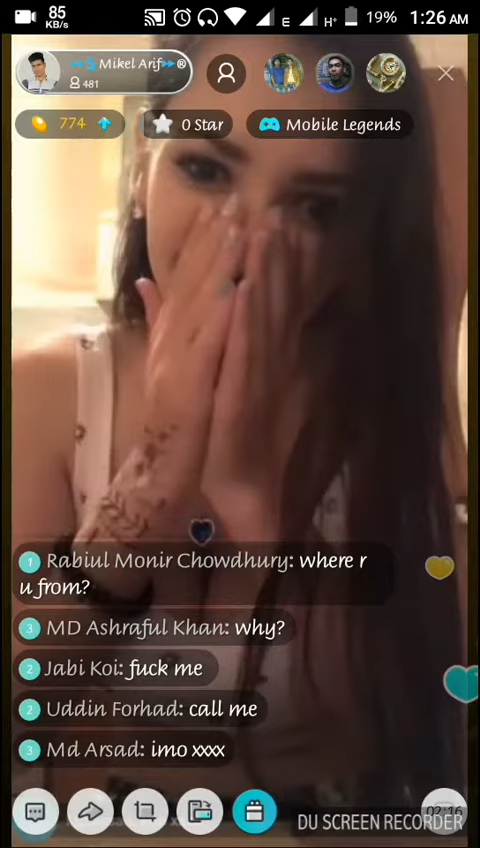 85
KB/s
E
H+
19%
1:26 AM
Mikel Arif
®
481
774
0 Star
Mobile Legends
1 Rabiul Monir Chowdhury: where r
u from?
3 MD Ashraful Khan: why?
2 Jabi Koi: fuck me
2 Uddin Forhad: call me
3 Md Arsad: imo xxxx
DU SCREEN RECORDER
02:16